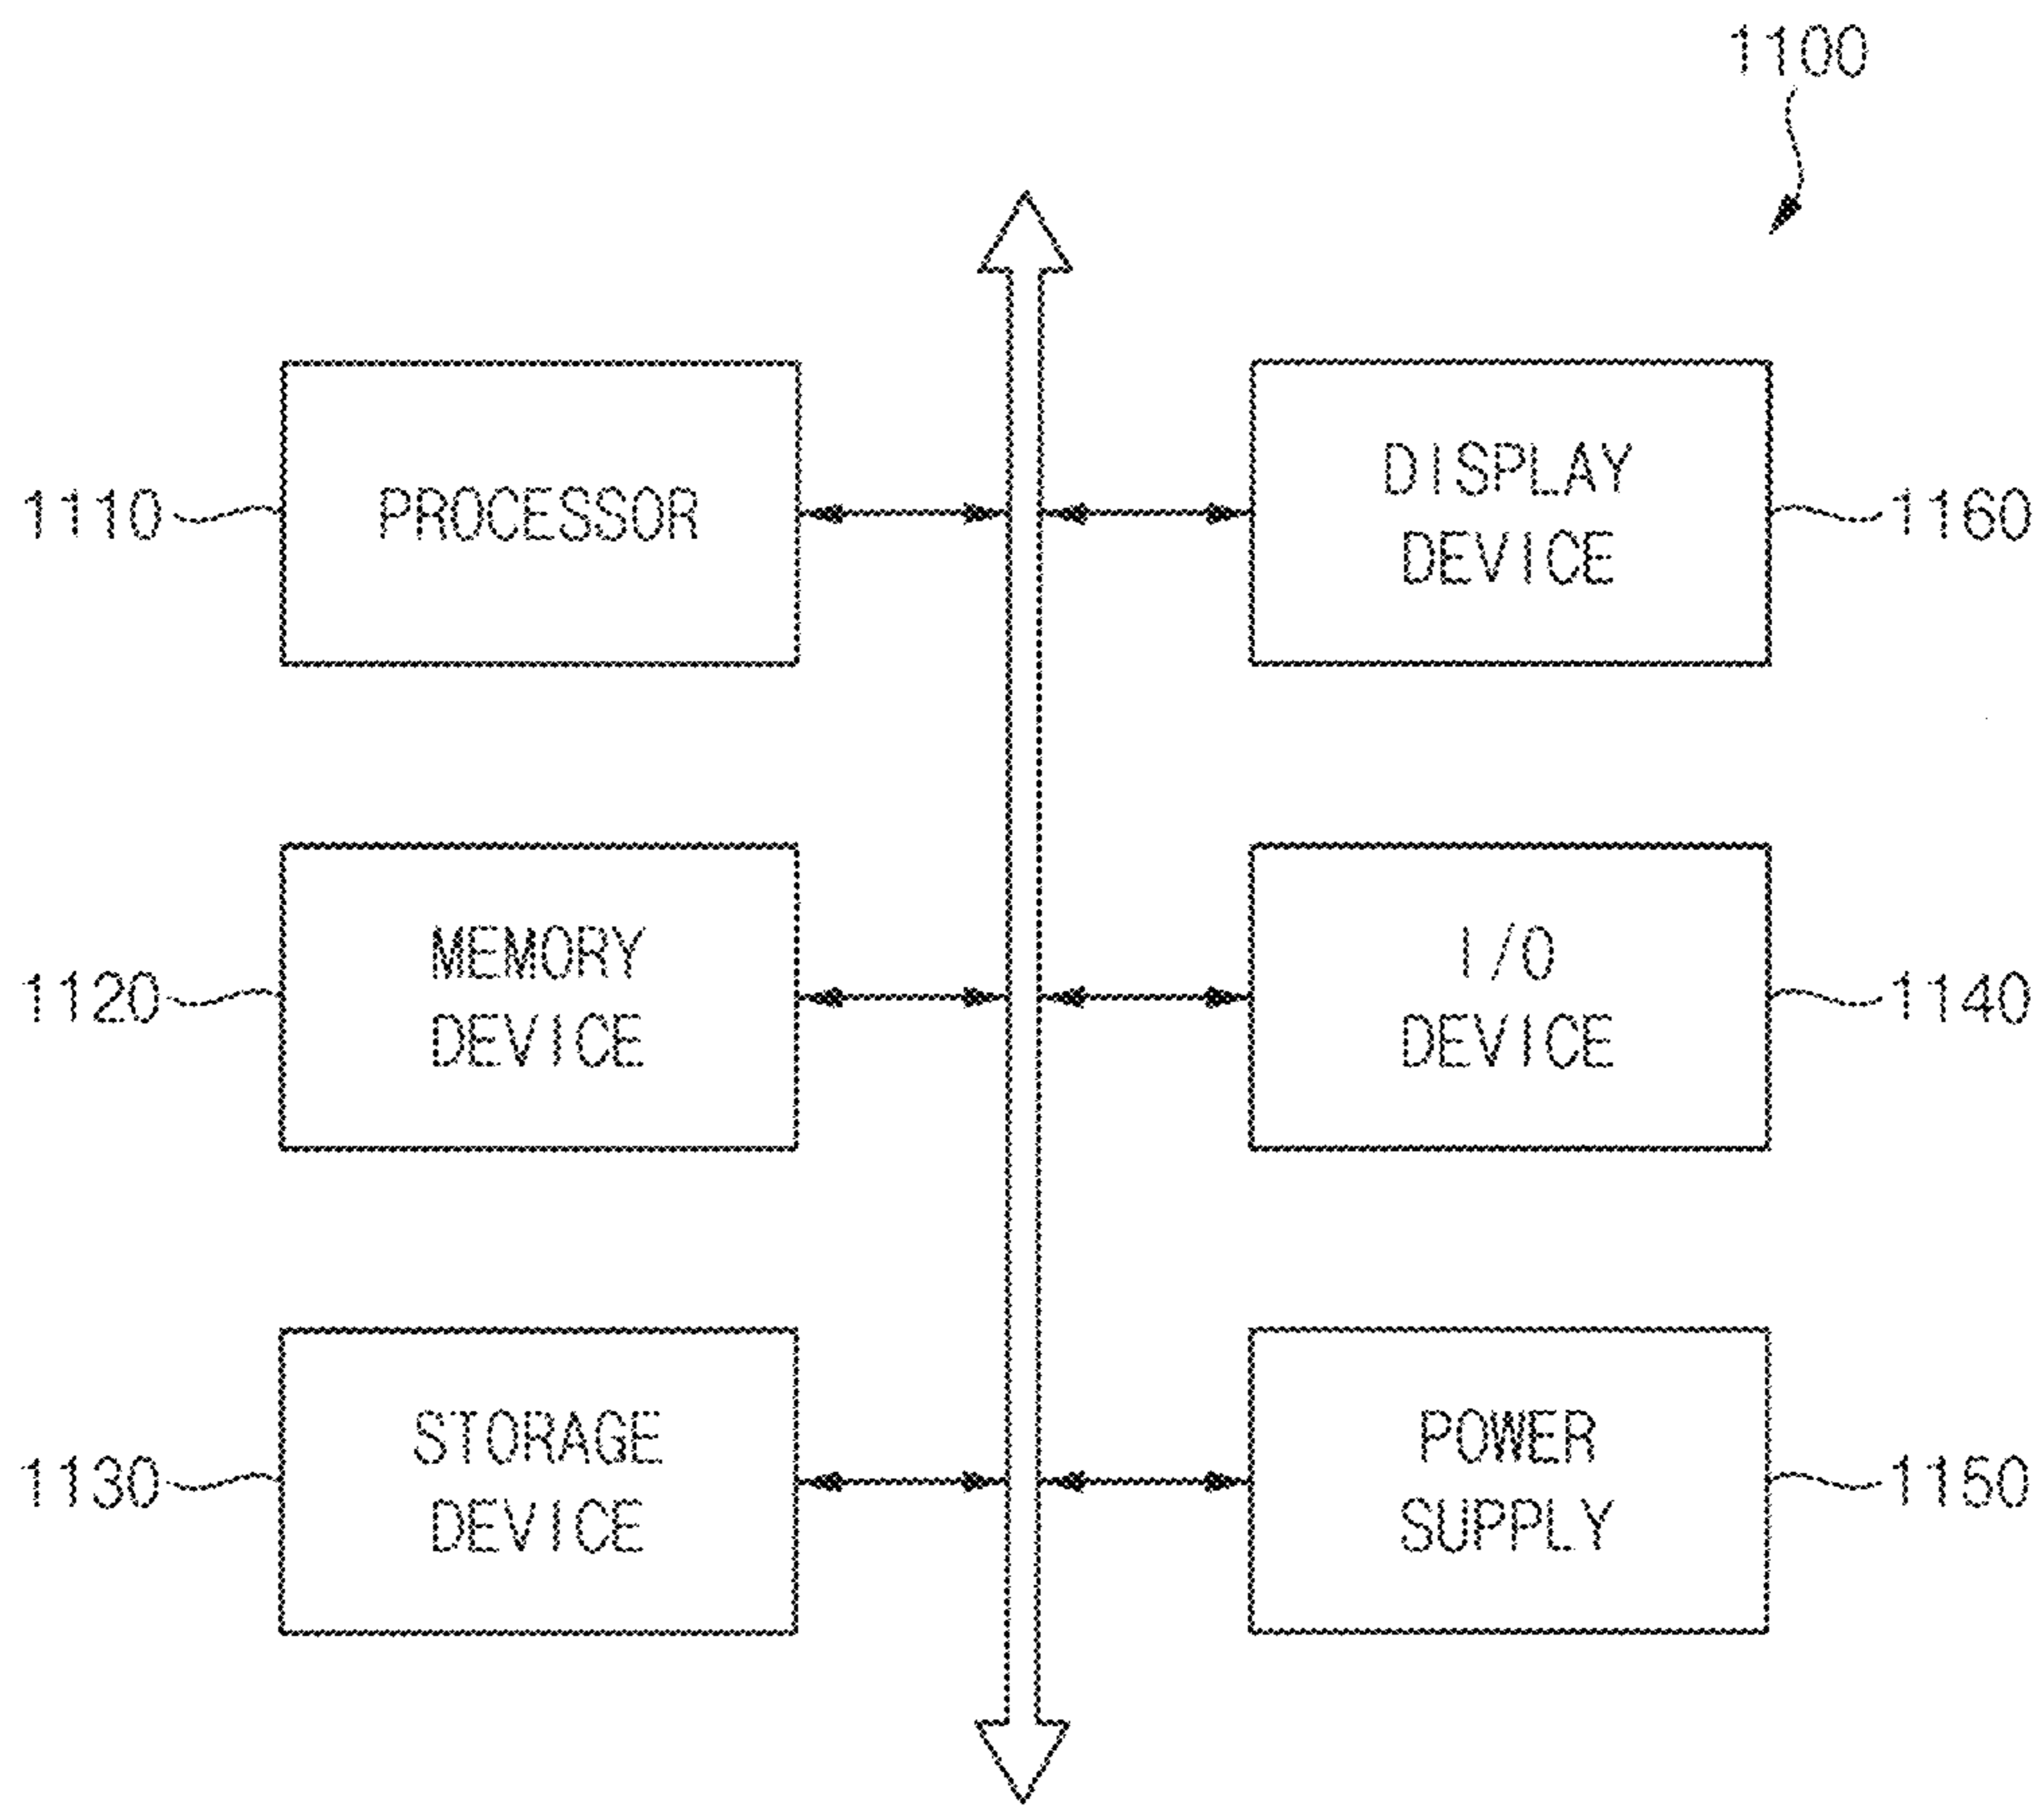 1100
1110
PROCESSOR
DISPLAY
DEVICE
1160
1120
MEMORY
DEVICE
I/O
DEVICE
1140
1130
STORAGE
DEVICE
POWER
SUPPLY
1150